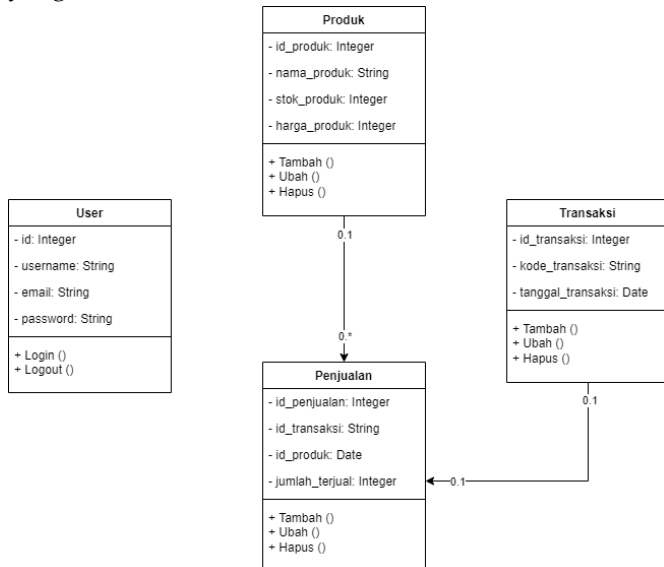 Produk
- id_produk: Integer
- nama_produk: String
- stok_produk: Integer
- harga_produk: Integer
+ Tambah ()
+ Ubah ()
+ Hapus ()
User
- id: Integer
- username: String
- email: String
- password: String
+ Login ()
+ Logout ()
Transaksi
- id_transaksi: Integer
- kode_transaksi: String
- tanggal_transaksi: Date
+ Tambah ()
+ Ubah ()
+ Hapus ()
0.1
0.*
Penjualan
- id_penjualan: Integer
- id_transaksi: String
- id_produk: Date
- jumlah_terjual: Integer
+ Tambah ()
+ Ubah ()
+ Hapus ()
0.1
0.1